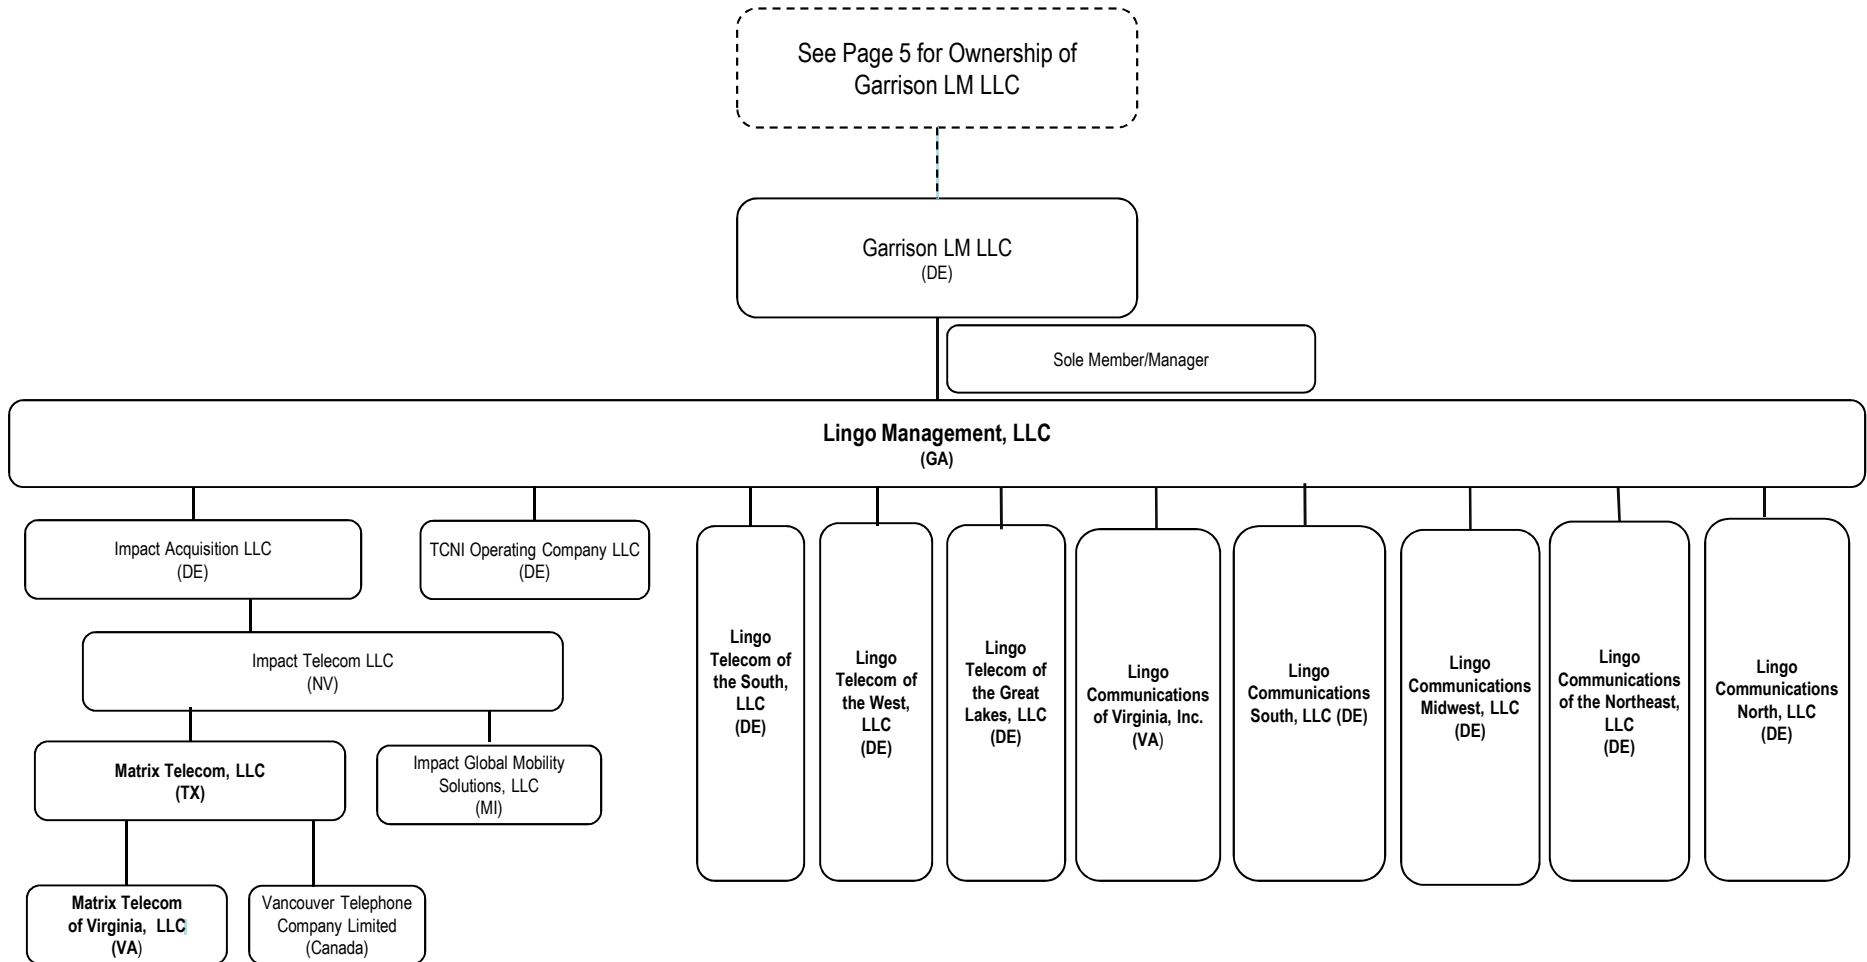 See Page 5 for Ownership of
Garrison LM LLC
Garrison LM LLC
(DE)
Sole Member/Manager
Lingo Management, LLC
(GA)
Impact Acquisition LLC
(DE)
TCNI Operating Company LLC
(DE)
Impact Telecom LLC
(NV)
Matrix Telecom, LLC
(TX)
Impact Global Mobility
Solutions, LLC
(MI)
Matrix Telecom
of Virginia, LLC
(VA)
Vancouver Telephone
Company Limited
(Canada)
Lingo
Telecom of
the South,
LLC
(DE)
Lingo
Telecom of
the West,
LLC
(DE)
Lingo
Telecom of
the Great
Lakes, LLC
(DE)
Lingo
Communications
of Virginia, Inc.
(VA)
Lingo
Communications
South, LLC (DE)
Lingo
Communications
Midwest, LLC
(DE)
Lingo
Communications
of the Northeast,
LLC
(DE)
Lingo
Communications
North, LLC
(DE)